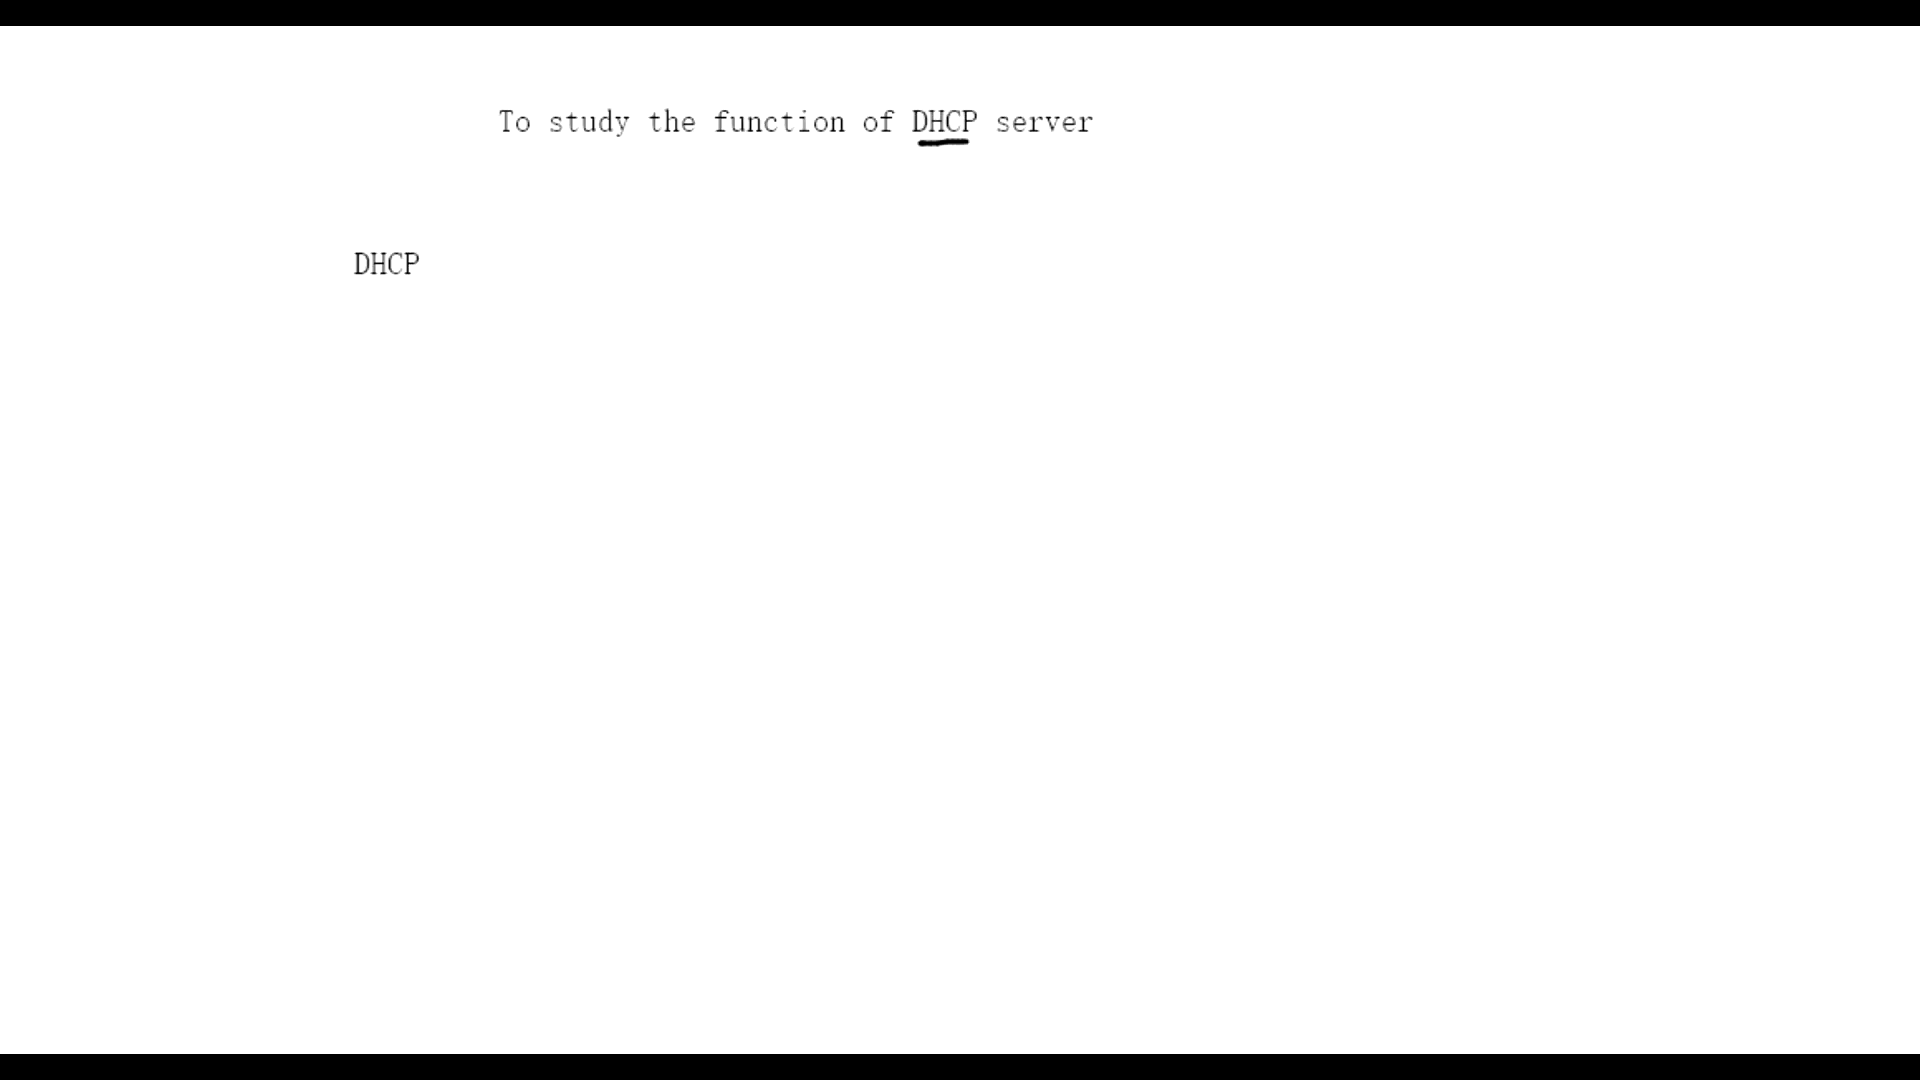 To study the function of DHCP server
DHCP